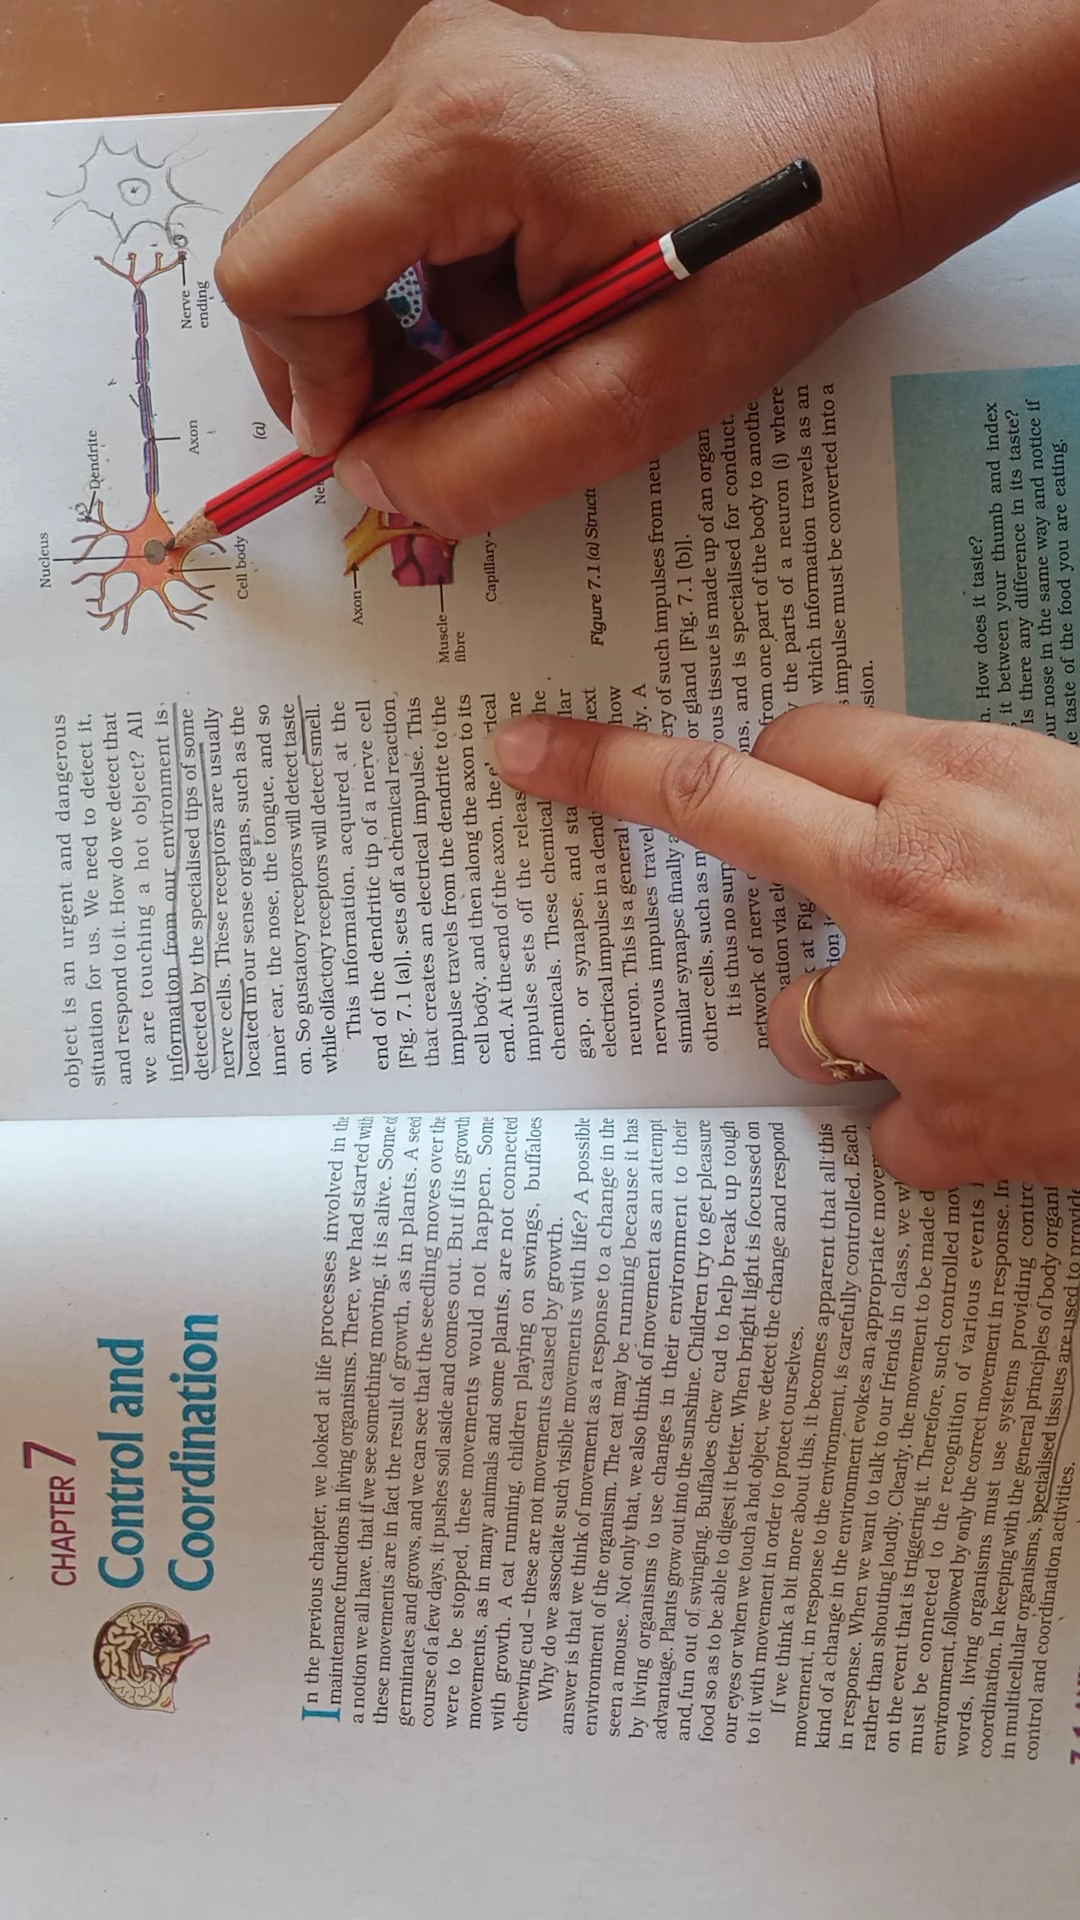 CHAPTER 7
Control and
Coordination
In the previous chapter, we looked at life processes involved in the
maintenance functions in living organisms. There, we had started with
a notion we all have, that if we see something moving, it is alive. Some of
these movements are in fact the result of growth, as in plants. A seed
germinates and grows, and we can see that the seedling moves over the
course of a few days, it pushes soil aside and comes out. But if its growth
were to be stopped, these movements would not happen. Some
movements, as in many animals and some plants, are not connected
with growth. A cat running, children playing on swings, buffaloes
chewing cud – these are not movements caused by growth.
Why do we associate such visible movements with life? A possible
answer is that we think of movement as a response to a change in the
environment of the organism. The cat may be running because it has
seen a mouse. Not only that, we also think of movement as an attempt
by living organisms to use changes in their environment to their
advantage. Plants grow out into the sunshine. Children try to get pleasure
and fun out of swinging. Buffaloes chew cud to help break up tough
food so as to be able to digest it better. When bright light is focussed on
our eyes or when we touch a hot object, we detect the change and respond
to it with movement in order to protect ourselves.
If we think a bit more about this, it becomes apparent that all this
movement, in response to the environment, is carefully controlled. Each
kind of a change in the environment evokes an appropriate movem
in response. When we want to talk to our friends in class, we wh
rather than shouting loudly. Clearly, the movement to be made d
on the event that is triggering it. Therefore, such controlled mov
must be connected to the recognition of various events
environment, followed by only the correct movement in response. In
words, living organisms must use systems providing contro
coordination. In keeping with the general principles of body organi
in multicellular organisms, specialised tissues are used to provide
control and coordination activities.
object is an urgent and dangerous
situation for us. We need to detect it,
and respond to it. How do we detect that
we are touching a hot object? All
information from our environment is
detected by the specialised tips of some
nerve cells. These receptors are usually
located in our sense organs, such as the
inner ear, the nose, the tongue, and so
on. So gustatory receptors will detect taste
while olfactory receptors will detect smell.
This information, acquired at the
end of the dendritic tip of a nerve cell
[Fig. 7.1 (a)], sets off a chemical reaction
that creates an electrical impulse. This
impulse travels from the dendrite to the
cell body, and then along the axon to its
end. At the end of the axon, the e rical
impulse sets off the releas me
chemicals. These chemical he
gap, or synapse, and sta lar
electrical impulse in a dend next
neuron. This is a general how
nervous impulses travel dy. A
similar synapse finally a ery of such impulses from neu
other cells, such as m or gland [Fig. 7.1 (b)].
It is thus no surp ous tissue is made up of an organ
network of nerve ons, and is specialised for conduct
ation via el from one part of the body to anothe
at Fig the parts of a neuron (i) where
ion i which information travels as an
impulse must be converted into a
sion.
Nucleus
Dendrite
Nerve
ending
Axon
Cell body
(a)
Ne
Axon
Muscle
fibre
Capillary
Figure 7.1 (a) Struct
How does it taste?
it between your thumb and index
Is there any difference in its taste?
ur nose in the same way and notice if
e taste of the food you are eating.